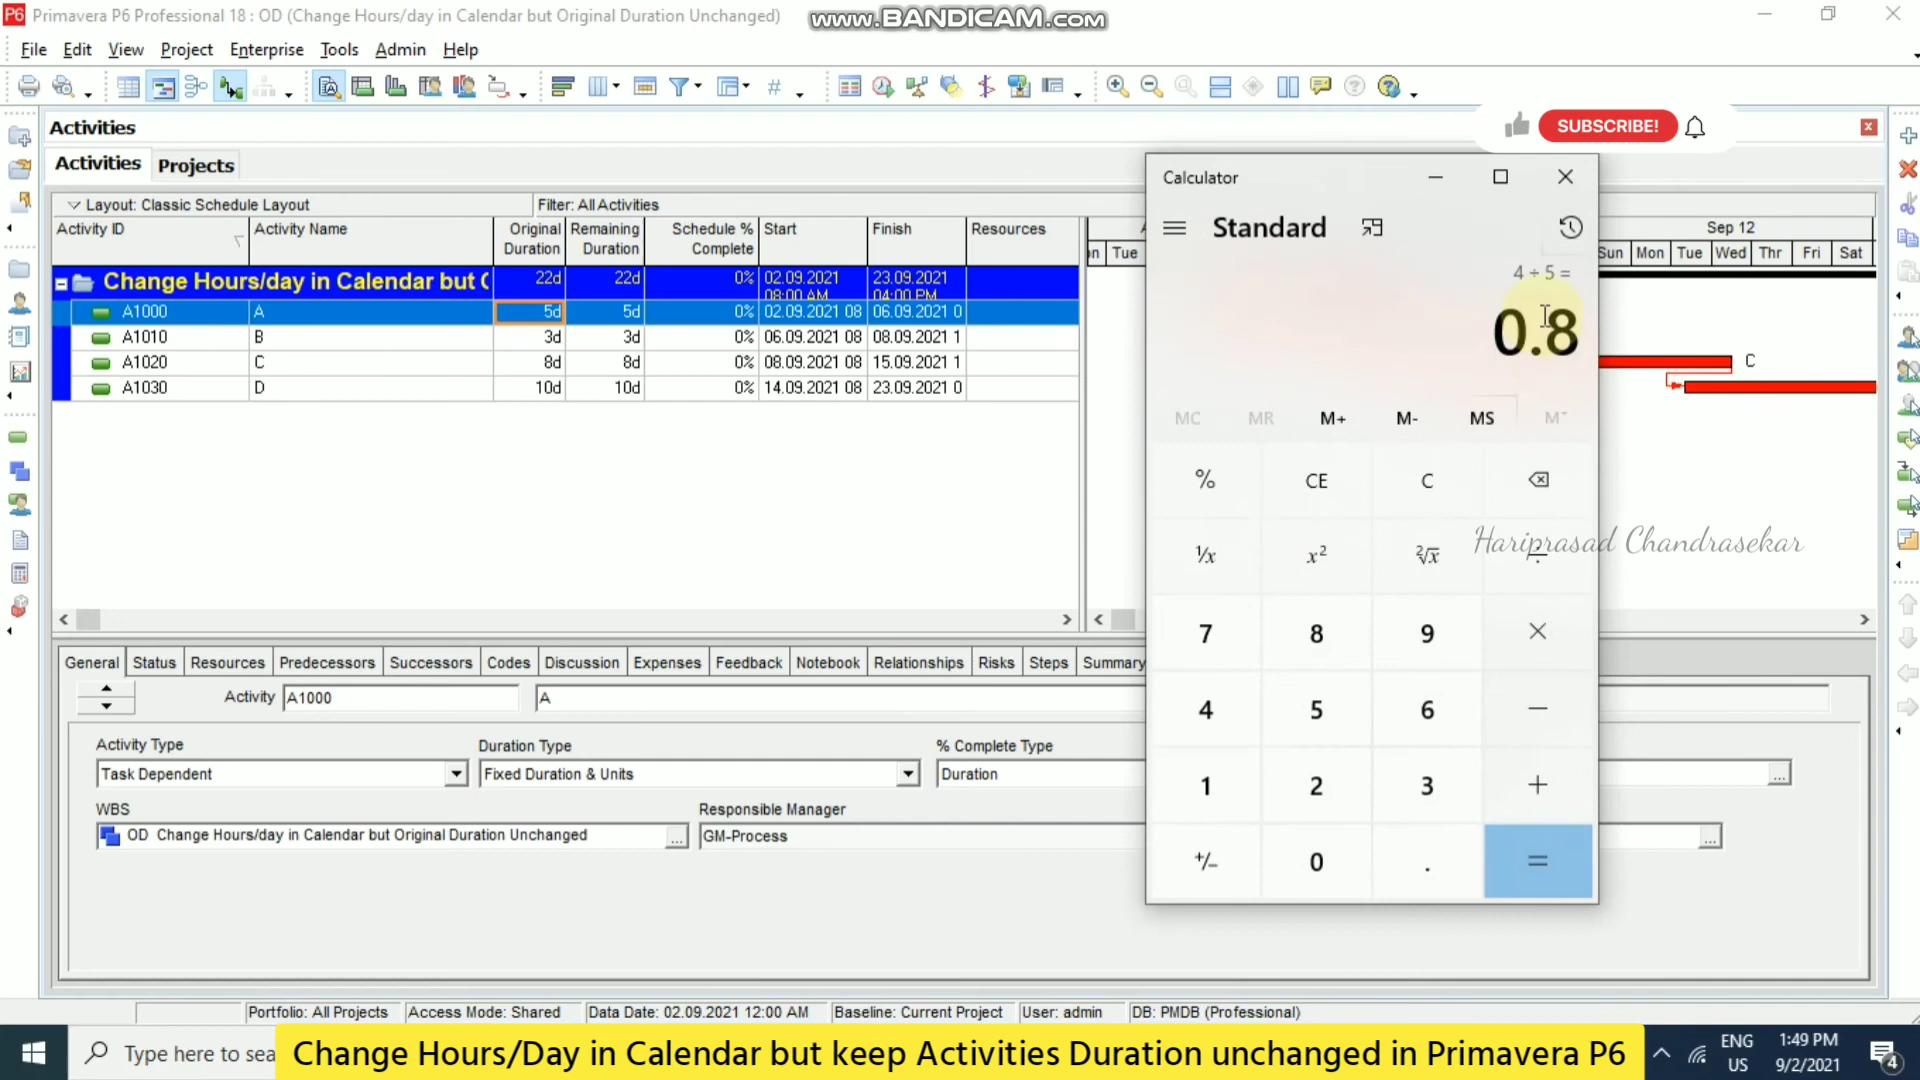 Primavera P6 Professional 18 : OD (Change Hours/day in Calendar but Original Duration Unchanged)
www.BANDICAM.com
File Edit View Project Enterprise Tools Admin Help
SUBSCRIBE!
Activities
Activities Projects
Layout: Classic Schedule Layout Filter: All Activities
Activity ID Activity Name Original Duration Remaining Duration Schedule % Complete Start Finish Resources
Change Hours/day in Calendar but 22d 22d 0% 02.09.2021 08:00 AM 23.09.2021 04:00 PM
A1000 A 5d 5d 0% 02.09.2021 08 06.09.2021 0
A1010 B 3d 3d 0% 06.09.2021 08 08.09.2021 1
A1020 C 8d 8d 0% 08.09.2021 08 15.09.2021 1
A1030 D 10d 10d 0% 14.09.2021 08 23.09.2021 0
Tue
Sep 12
Sun Mon Tue Wed Thr Fri Sat
C
Calculator
Standard
4 ÷ 5 =
0.8
MC MR M+ M- MS M
% CE C
1/x x² ²√x ÷
7 8 9 ×
4 5 6 −
1 2 3 +
+/− 0 . =
Hariprasad Chandrasekar
General Status Resources Predecessors Successors Codes Discussion Expenses Feedback Notebook Relationships Risks Steps Summary
Activity A1000 A
Activity Type Duration Type % Complete Type
Task Dependent Fixed Duration & Units Duration
WBS Responsible Manager
OD Change Hours/day in Calendar but Original Duration Unchanged GM-Process
Portfolio: All Projects Access Mode: Shared Data Date: 02.09.2021 12:00 AM Baseline: Current Project User: admin DB: PMDB (Professional)
Type here to sea
Change Hours/Day in Calendar but keep Activities Duration unchanged in Primavera P6
ENG US
1:49 PM
9/2/2021
4